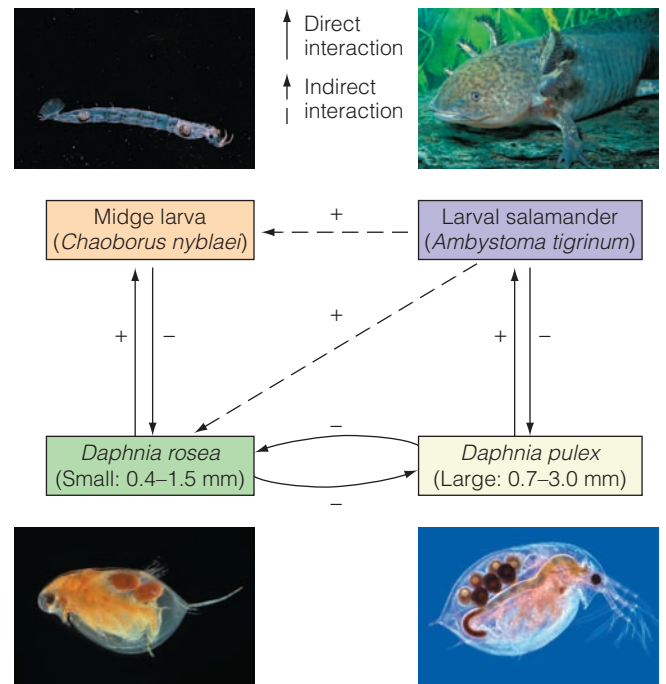 Direct
interaction
Indirect
interaction
Midge larva
(Chaoborus nyblaei)
+
Larval salamander
(Ambystoma tigrinum)
+
+
–
+
–
–
Daphnia rosea
(Small: 0.4–1.5 mm)
Daphnia pulex
(Large: 0.7–3.0 mm)
–